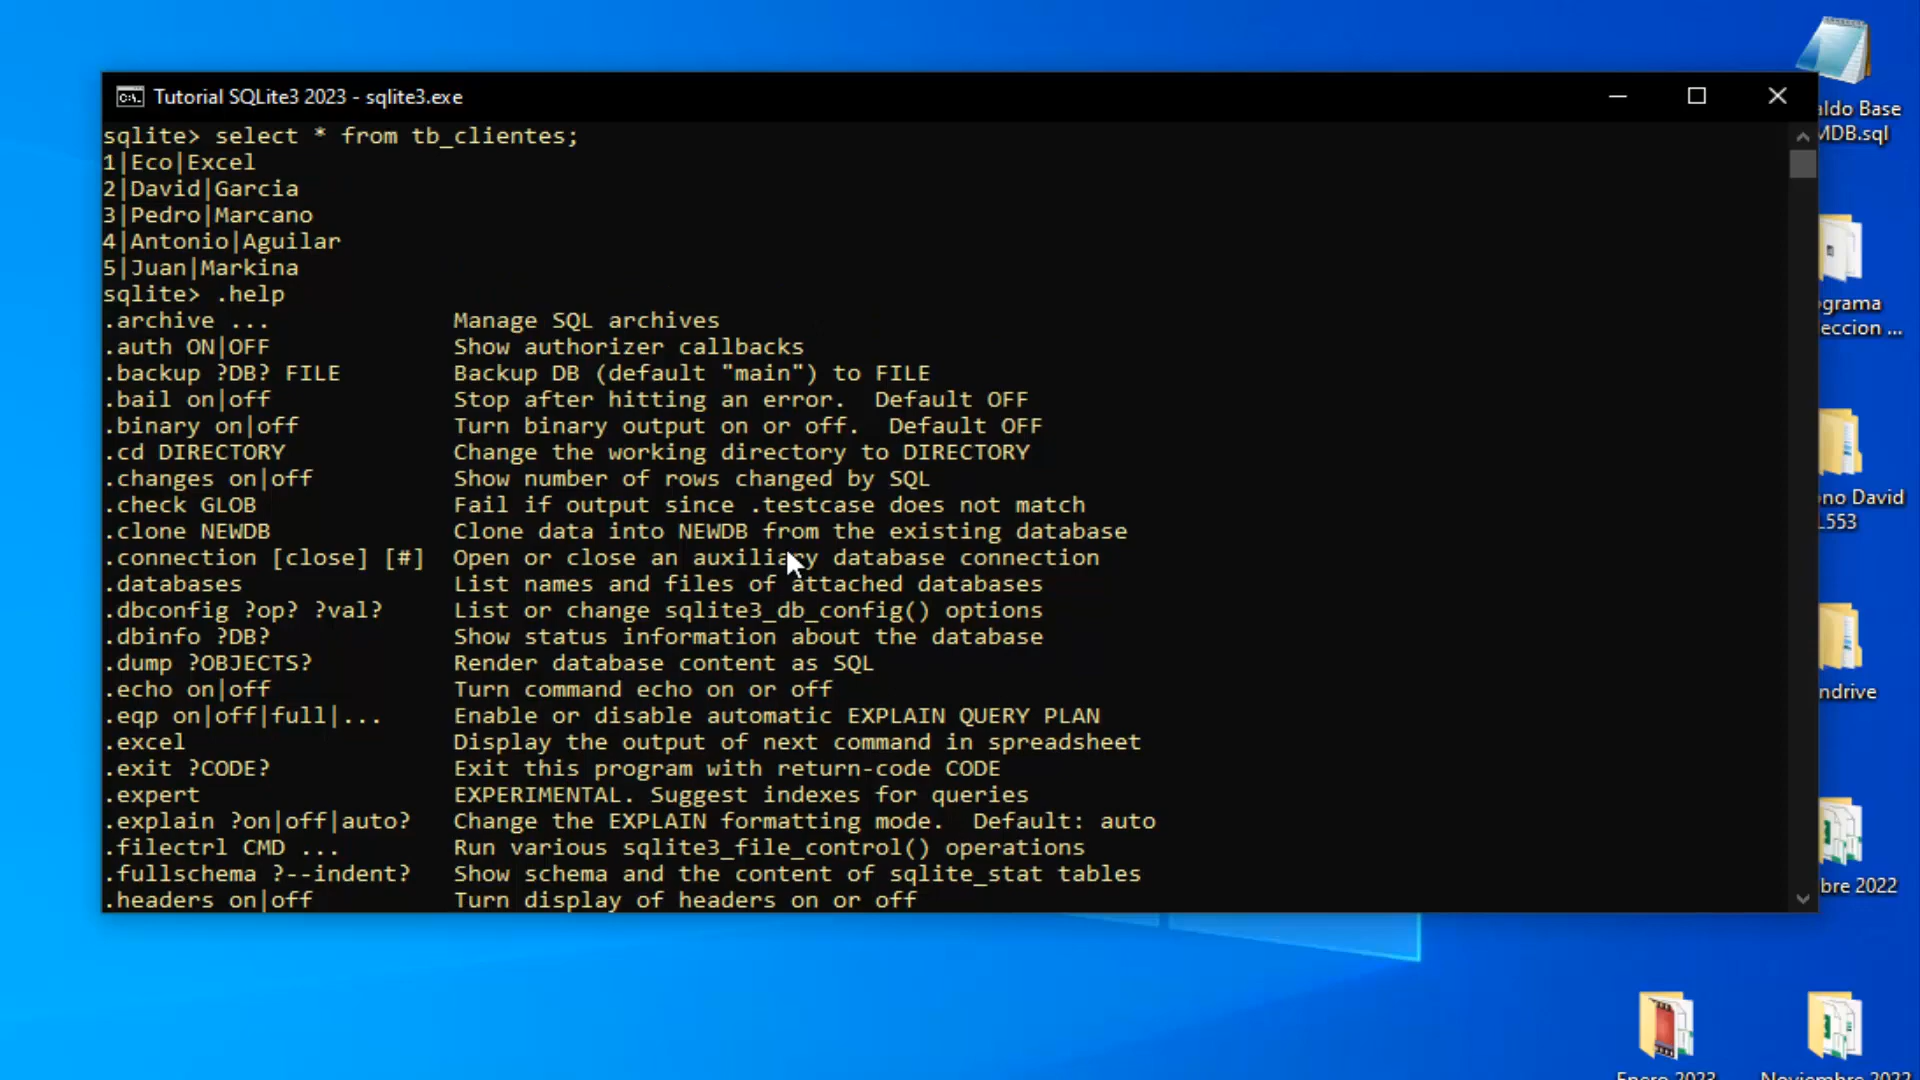 Tutorial SQLite3 2023 - sqlite3.exe
sqlite> select * from tb_clientes;
1|Eco|Excel
2|David|Garcia
3|Pedro|Marcano
4|Antonio|Aguilar
5|Juan|Markina
sqlite> .help
.archive ... Manage SQL archives
.auth ON|OFF Show authorizer callbacks
.backup ?DB? FILE Backup DB (default "main") to FILE
.bail on|off Stop after hitting an error.  Default OFF
.binary on|off Turn binary output on or off.  Default OFF
.cd DIRECTORY Change the working directory to DIRECTORY
.changes on|off Show number of rows changed by SQL
.check GLOB Fail if output since .testcase does not match
.clone NEWDB Clone data into NEWDB from the existing database
.connection [close] [#] Open or close an auxiliary database connection
.databases List names and files of attached databases
.dbconfig ?op? ?val? List or change sqlite3_db_config() options
.dbinfo ?DB? Show status information about the database
.dump ?OBJECTS? Render database content as SQL
.echo on|off Turn command echo on or off
.eqp on|off|full|... Enable or disable automatic EXPLAIN QUERY PLAN
.excel Display the output of next command in spreadsheet
.exit ?CODE? Exit this program with return-code CODE
.expert EXPERIMENTAL. Suggest indexes for queries
.explain ?on|off|auto? Change the EXPLAIN formatting mode.  Default: auto
.filectrl CMD ... Run various sqlite3_file_control() operations
.fullschema ?--indent? Show schema and the content of sqlite_stat tables
.headers on|off Turn display of headers on or off
aldo Base
MDB.sql
ograma
eccion ...
no David
L553
ndrive
bre 2022
Enero 2023
Noviembre 2022